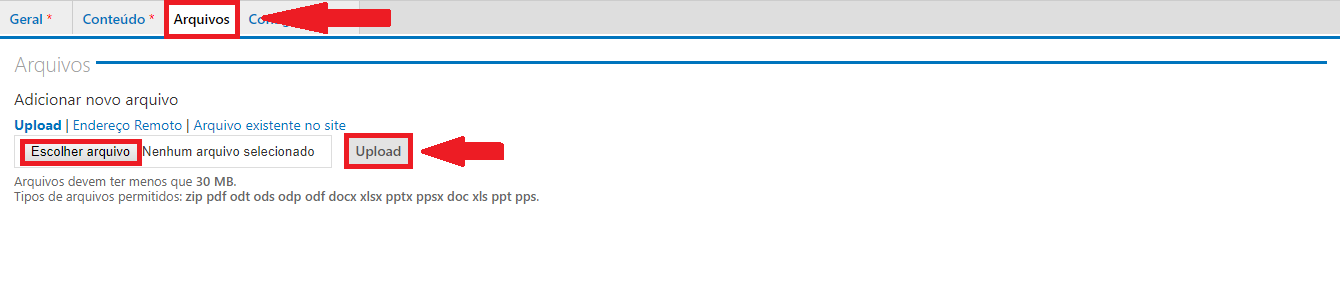 Geral * Conteúdo * Arquivos
Arquivos
Adicionar novo arquivo
Upload | Endereço Remoto | Arquivo existente no site
Escolher arquivo Nenhum arquivo selecionado Upload
Arquivos devem ter menos que 30 MB.
Tipos de arquivos permitidos: zip pdf odt ods odp odf docx xlsx pptx ppsx doc xls ppt pps.